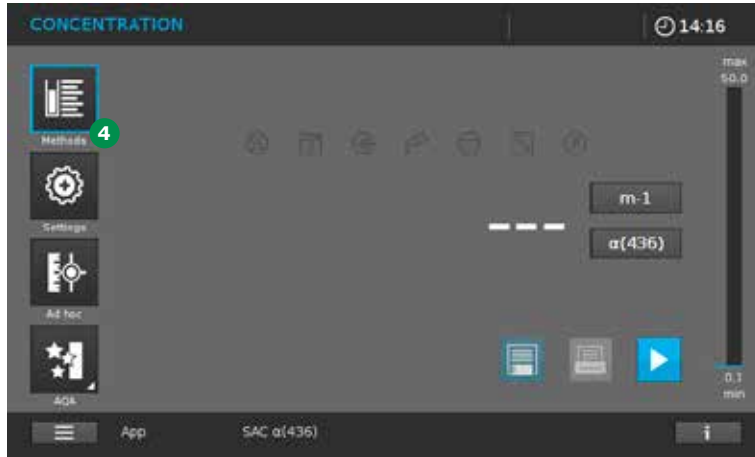 CONCENTRATION
14:16
max
50.0
Methods
4
Settings
m-1
α(436)
Ad hoc
AQA
0.1
min
App
SAC α(436)
i